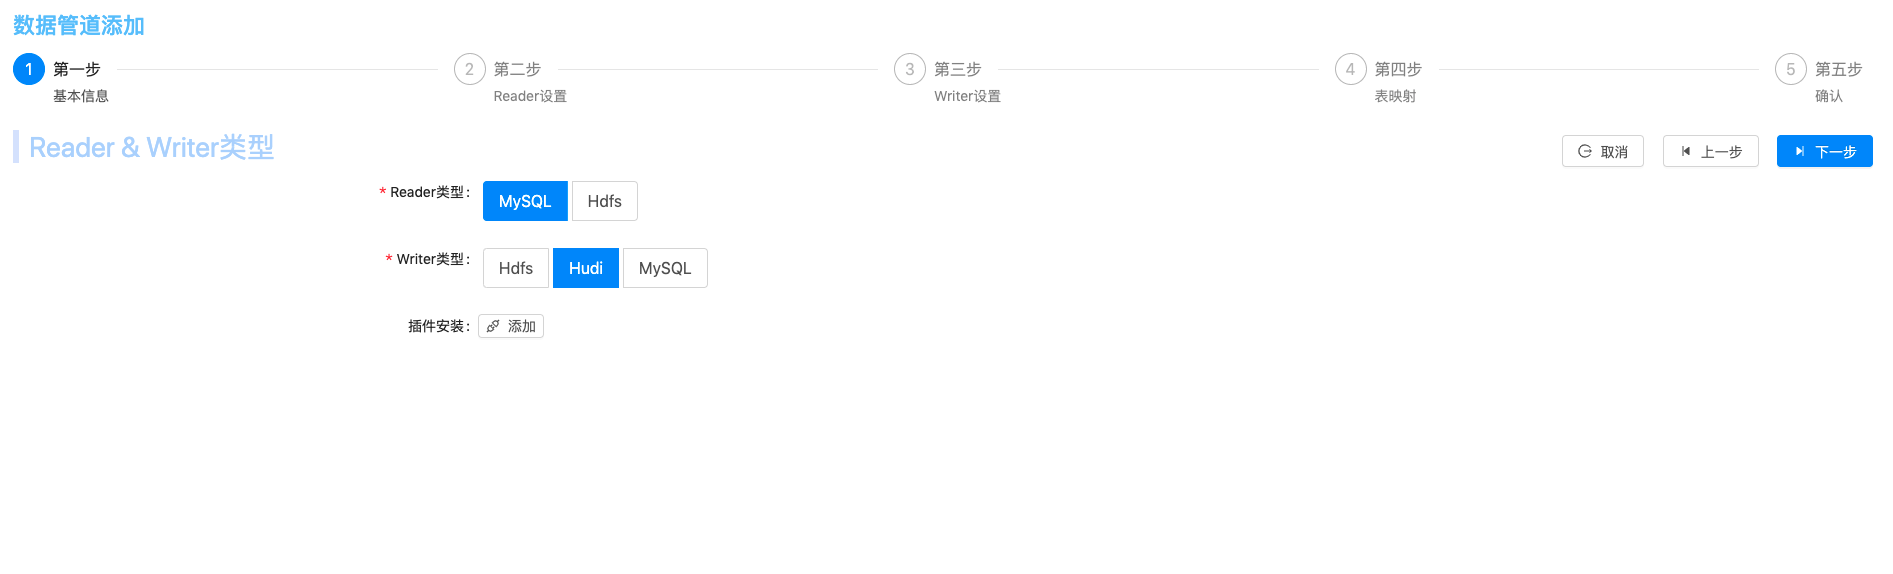 数据管道添加
1 第一步 2 第二步 3 第三步 4 第四步 5 第五步
基本信息 Reader设置 Writer设置 表映射 确认
Reader & Writer类型 取消 上一步 下一步
* Reader类型: MySQL Hdfs
* Writer类型: Hdfs Hudi MySQL
插件安装: 添加